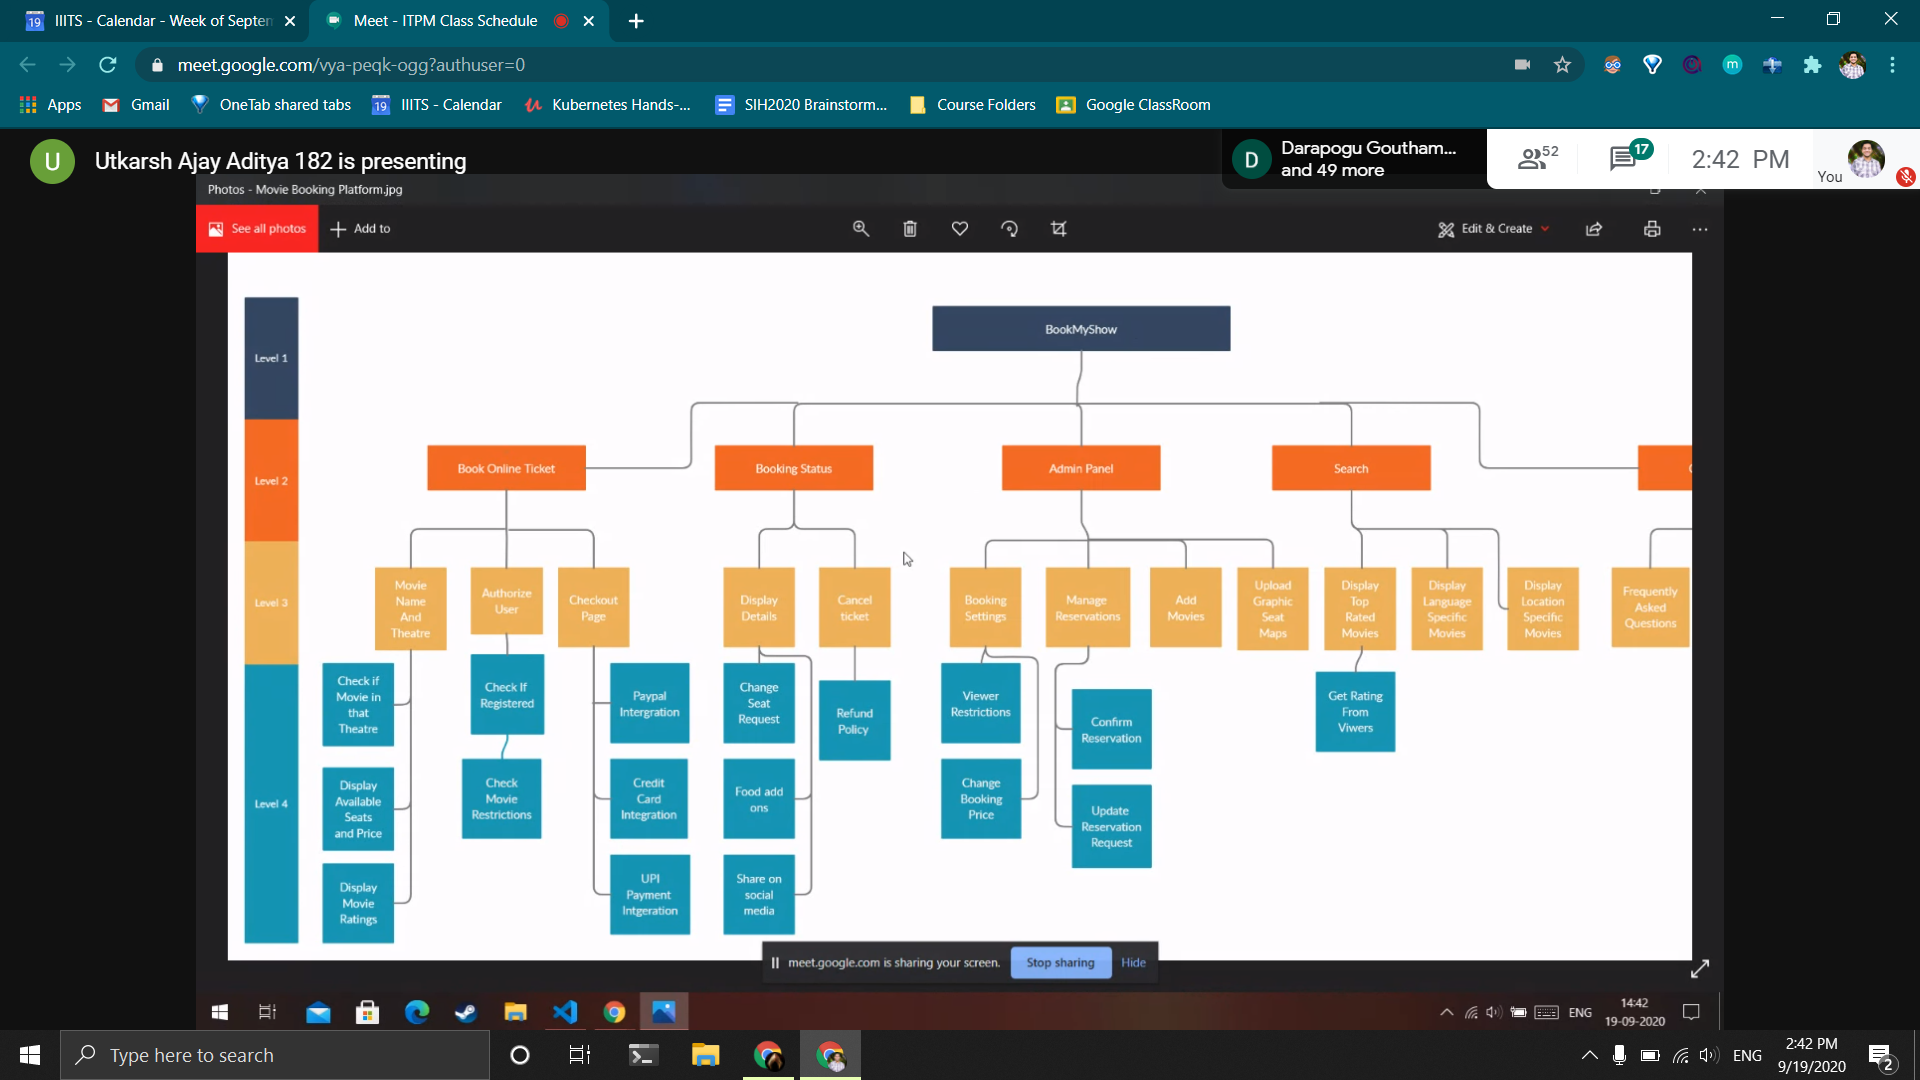 IIITS - Calendar - Week of Septem
Meet - ITPM Class Schedule
meet.google.com/vya-peqk-ogg?authuser=0
Apps
Gmail
OneTab shared tabs
IIITS - Calendar
Kubernetes Hands-...
SIH2020 Brainstorm...
Course Folders
Google ClassRoom
U
Utkarsh Ajay Aditya 182 is presenting
D
Darapogu Goutham...
and 49 more
52
17
2:42 PM
You
Photos - Movie Booking Platform.jpg
See all photos
Add to
Edit & Create
Level 1
BookMyShow
Level 2
Book Online Ticket
Booking Status
Admin Panel
Search
Level 3
Movie
Name
And
Theatre
Authorize
User
Checkout
Page
Display
Details
Cancel
ticket
Booking
Settings
Manage
Reservations
Add
Movies
Upload
Graphic
Seat
Maps
Display
Top
Rated
Movies
Display
Language
Specific
Movies
Display
Location
Specific
Movies
Frequently
Asked
Questions
Level 4
Check if
Movie in
that
Theatre
Check If
Registered
Paypal
Intergration
Change
Seat
Request
Refund
Policy
Viewer
Restrictions
Confirm
Reservation
Get Rating
From
Viwers
Display
Available
Seats
and Price
Check
Movie
Restrictions
Credit
Card
Integration
Food add
ons
Change
Booking
Price
Update
Reservation
Request
Display
Movie
Ratings
UPI
Payment
Intgeration
Share on
social
media
meet.google.com is sharing your screen.
Stop sharing
Hide
ENG
14:42
19-09-2020
Type here to search
ENG
2:42 PM
9/19/2020
2